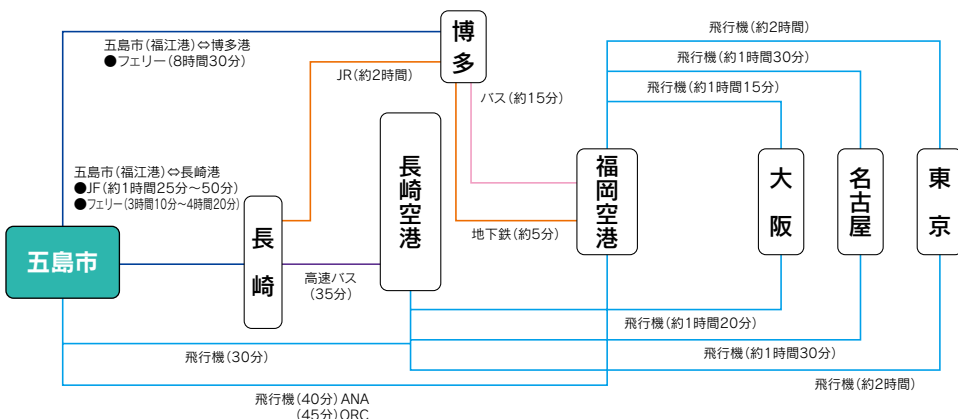 博多
飛行機(約2時間)
五島市(福江港)⇔博多港
●フェリー(8時間30分)
飛行機(約1時間30分)
JR(約2時間)
飛行機(約1時間15分)
バス(約15分)
五島市(福江港)⇔長崎港
●JF(約1時間25分~50分)
●フェリー(3時間10分~4時間20分)
長崎空港
福岡空港
大阪
名古屋
東京
五島市
長崎
地下鉄(約5分)
高速バス
(35分)
飛行機(約1時間20分)
飛行機(30分)
飛行機(約1時間30分)
飛行機(約2時間)
飛行機(40分)ANA
(45分)ORC